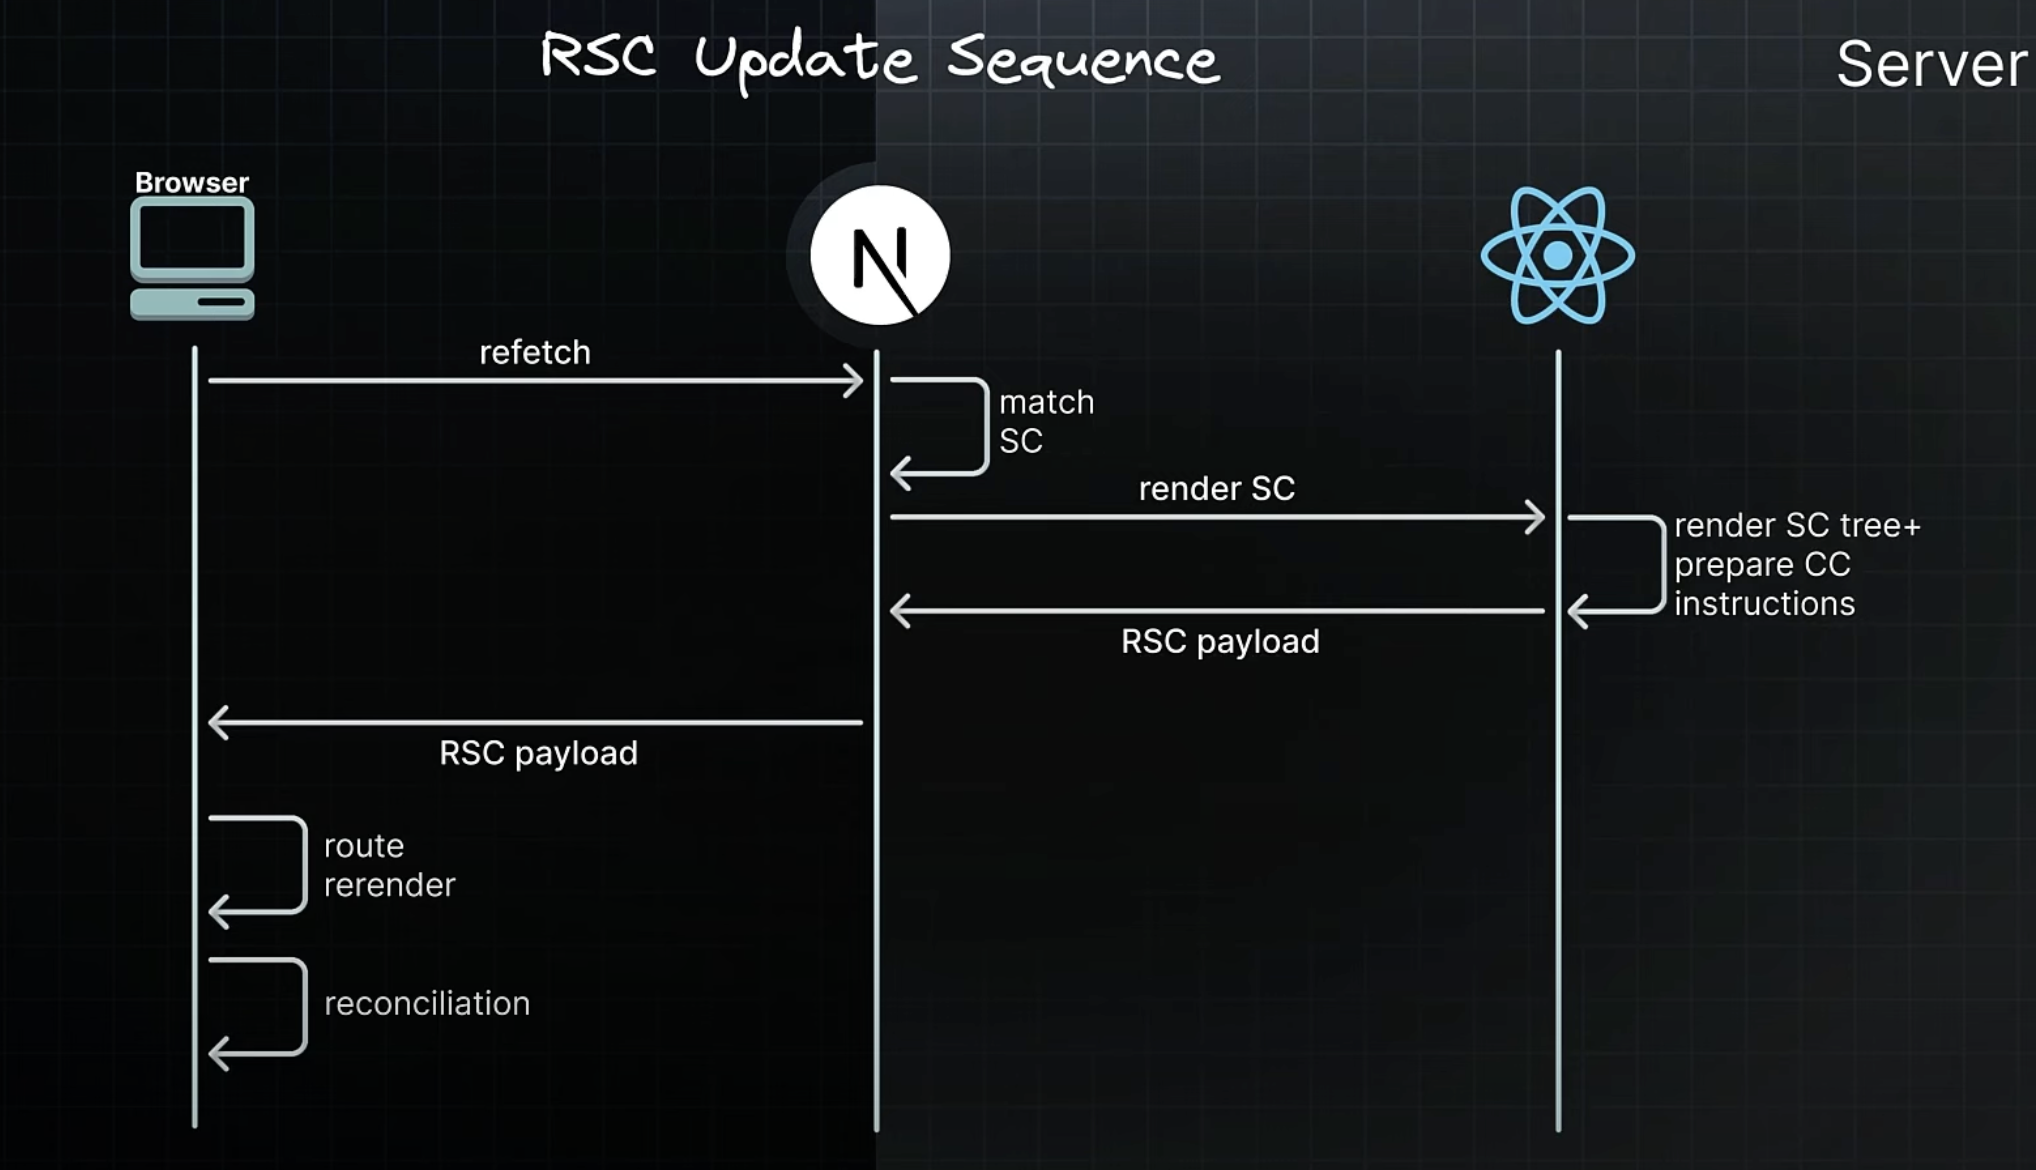 RSC Update Sequence
Server
Browser
refetch
match
SC
render SC
render SC tree+
prepare CC
instructions
RSC payload
RSC payload
route
rerender
reconciliation